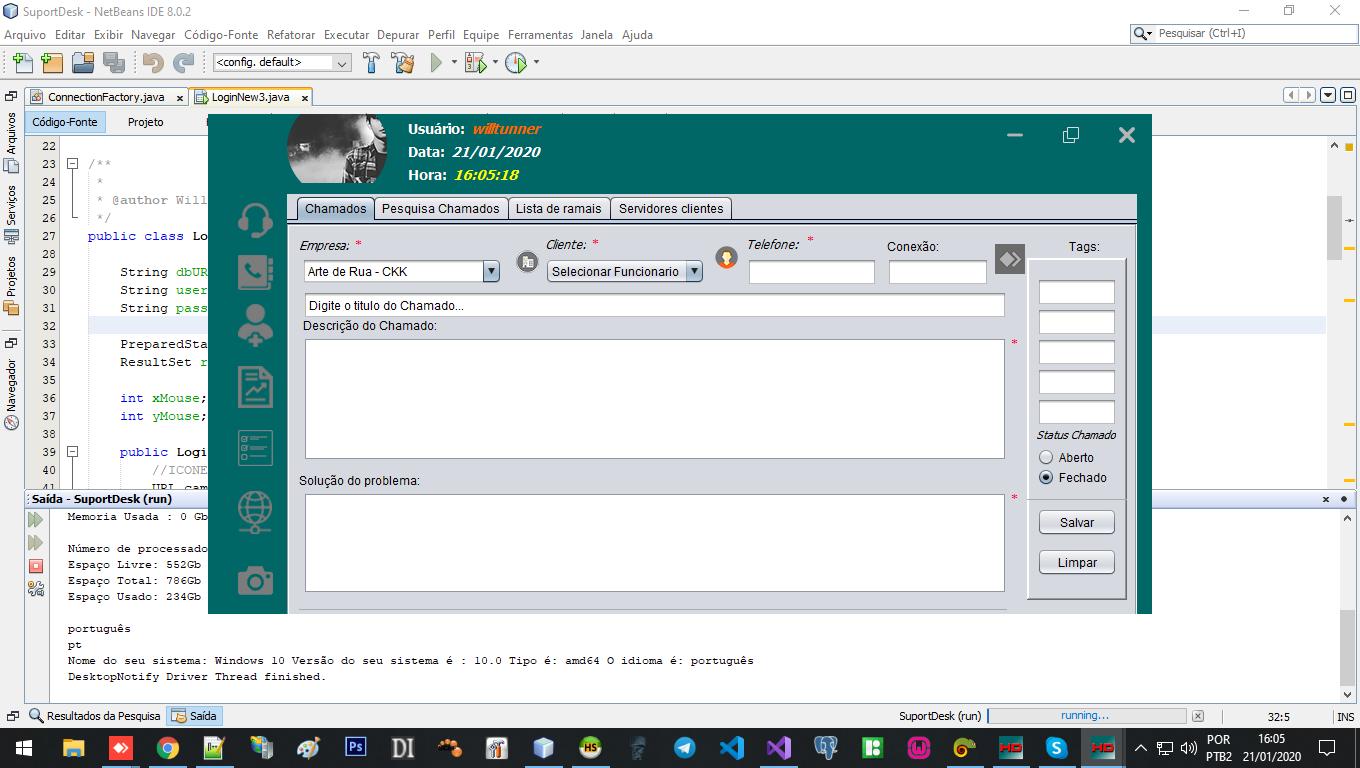 SuportDesk - NetBeans IDE 8.0.2
Arquivo Editar Exibir Navegar Código-Fonte Refatorar Executar Depurar Perfil Equipe Ferramentas Janela Ajuda
Pesquisar (Ctrl+I)
<config. default>
ConnectionFactory.java x LoginNew3.java x
Código-Fonte Projeto
Arquivos
Serviços
Projetos
Navegador
22
23 /**
24 *
25 * @author Will
26 */
27 public class Lo
28
29 String dbUR
30 String user
31 String pass
32
33 PreparedSta
34 ResultSet r
35
36 int xMouse;
37 int yMouse;
38
39 public Logi
40 //ICONE
41 URL cam
Usuário: willtunner
Data: 21/01/2020
Hora: 16:05:18
Chamados Pesquisa Chamados Lista de ramais Servidores clientes
Empresa: * Cliente: * Telefone: * Conexão: Tags:
Arte de Rua - CKK Selecionar Funcionario
Digite o titulo do Chamado...
Descrição do Chamado:
*
Status Chamado
Aberto
Fechado
Solução do problema:
*
Salvar
Limpar
Saída - SuportDesk (run)
Memoria Usada : 0 Gb
Número de processado
Espaço Livre: 552Gb
Espaço Total: 786Gb
Espaço Usado: 234Gb
português
pt
Nome do seu sistema: Windows 10 Versão do seu sistema é : 10.0 Tipo é: amd64 O idioma é: português
DesktopNotify Driver Thread finished.
Resultados da Pesquisa Saída
SuportDesk (run) running... 32:5 INS
Ps DI HS HD HD
POR
PTB2
16:05
21/01/2020